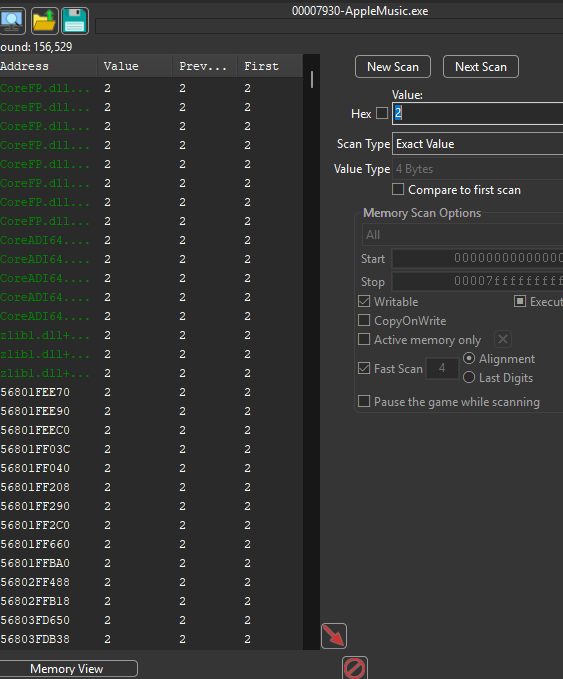 00007930-AppleMusic.exe
ound: 156,529
Address Value Prev... First
CoreFP.dll... 2 2 2
CoreFP.dll... 2 2 2
CoreFP.dll... 2 2 2
CoreFP.dll... 2 2 2
CoreFP.dll... 2 2 2
CoreFP.dll... 2 2 2
CoreFP.dll... 2 2 2
CoreFP.dll... 2 2 2
CoreADI64.... 2 2 2
CoreADI64.... 2 2 2
CoreADI64.... 2 2 2
CoreADI64.... 2 2 2
CoreADI64.... 2 2 2
zlib1.dll+... 2 2 2
zlib1.dll+... 2 2 2
zlib1.dll+... 2 2 2
56801FEE70 2 2 2
56801FEE90 2 2 2
56801FEEC0 2 2 2
56801FF03C 2 2 2
56801FF040 2 2 2
56801FF208 2 2 2
56801FF290 2 2 2
56801FF2C0 2 2 2
56801FF660 2 2 2
56801FFBA0 2 2 2
56802FF488 2 2 2
56802FFB18 2 2 2
56803FD650 2 2 2
56803FDB38 2 2 2
Memory View
New Scan Next Scan
Value:
Hex 2
Scan Type Exact Value
Value Type 4 Bytes
Compare to first scan
Memory Scan Options
All
Start 0000000000000
Stop 00007fffffffff
Writable Execut
CopyOnWrite
Active memory only
Fast Scan 4 Alignment
Last Digits
Pause the game while scanning